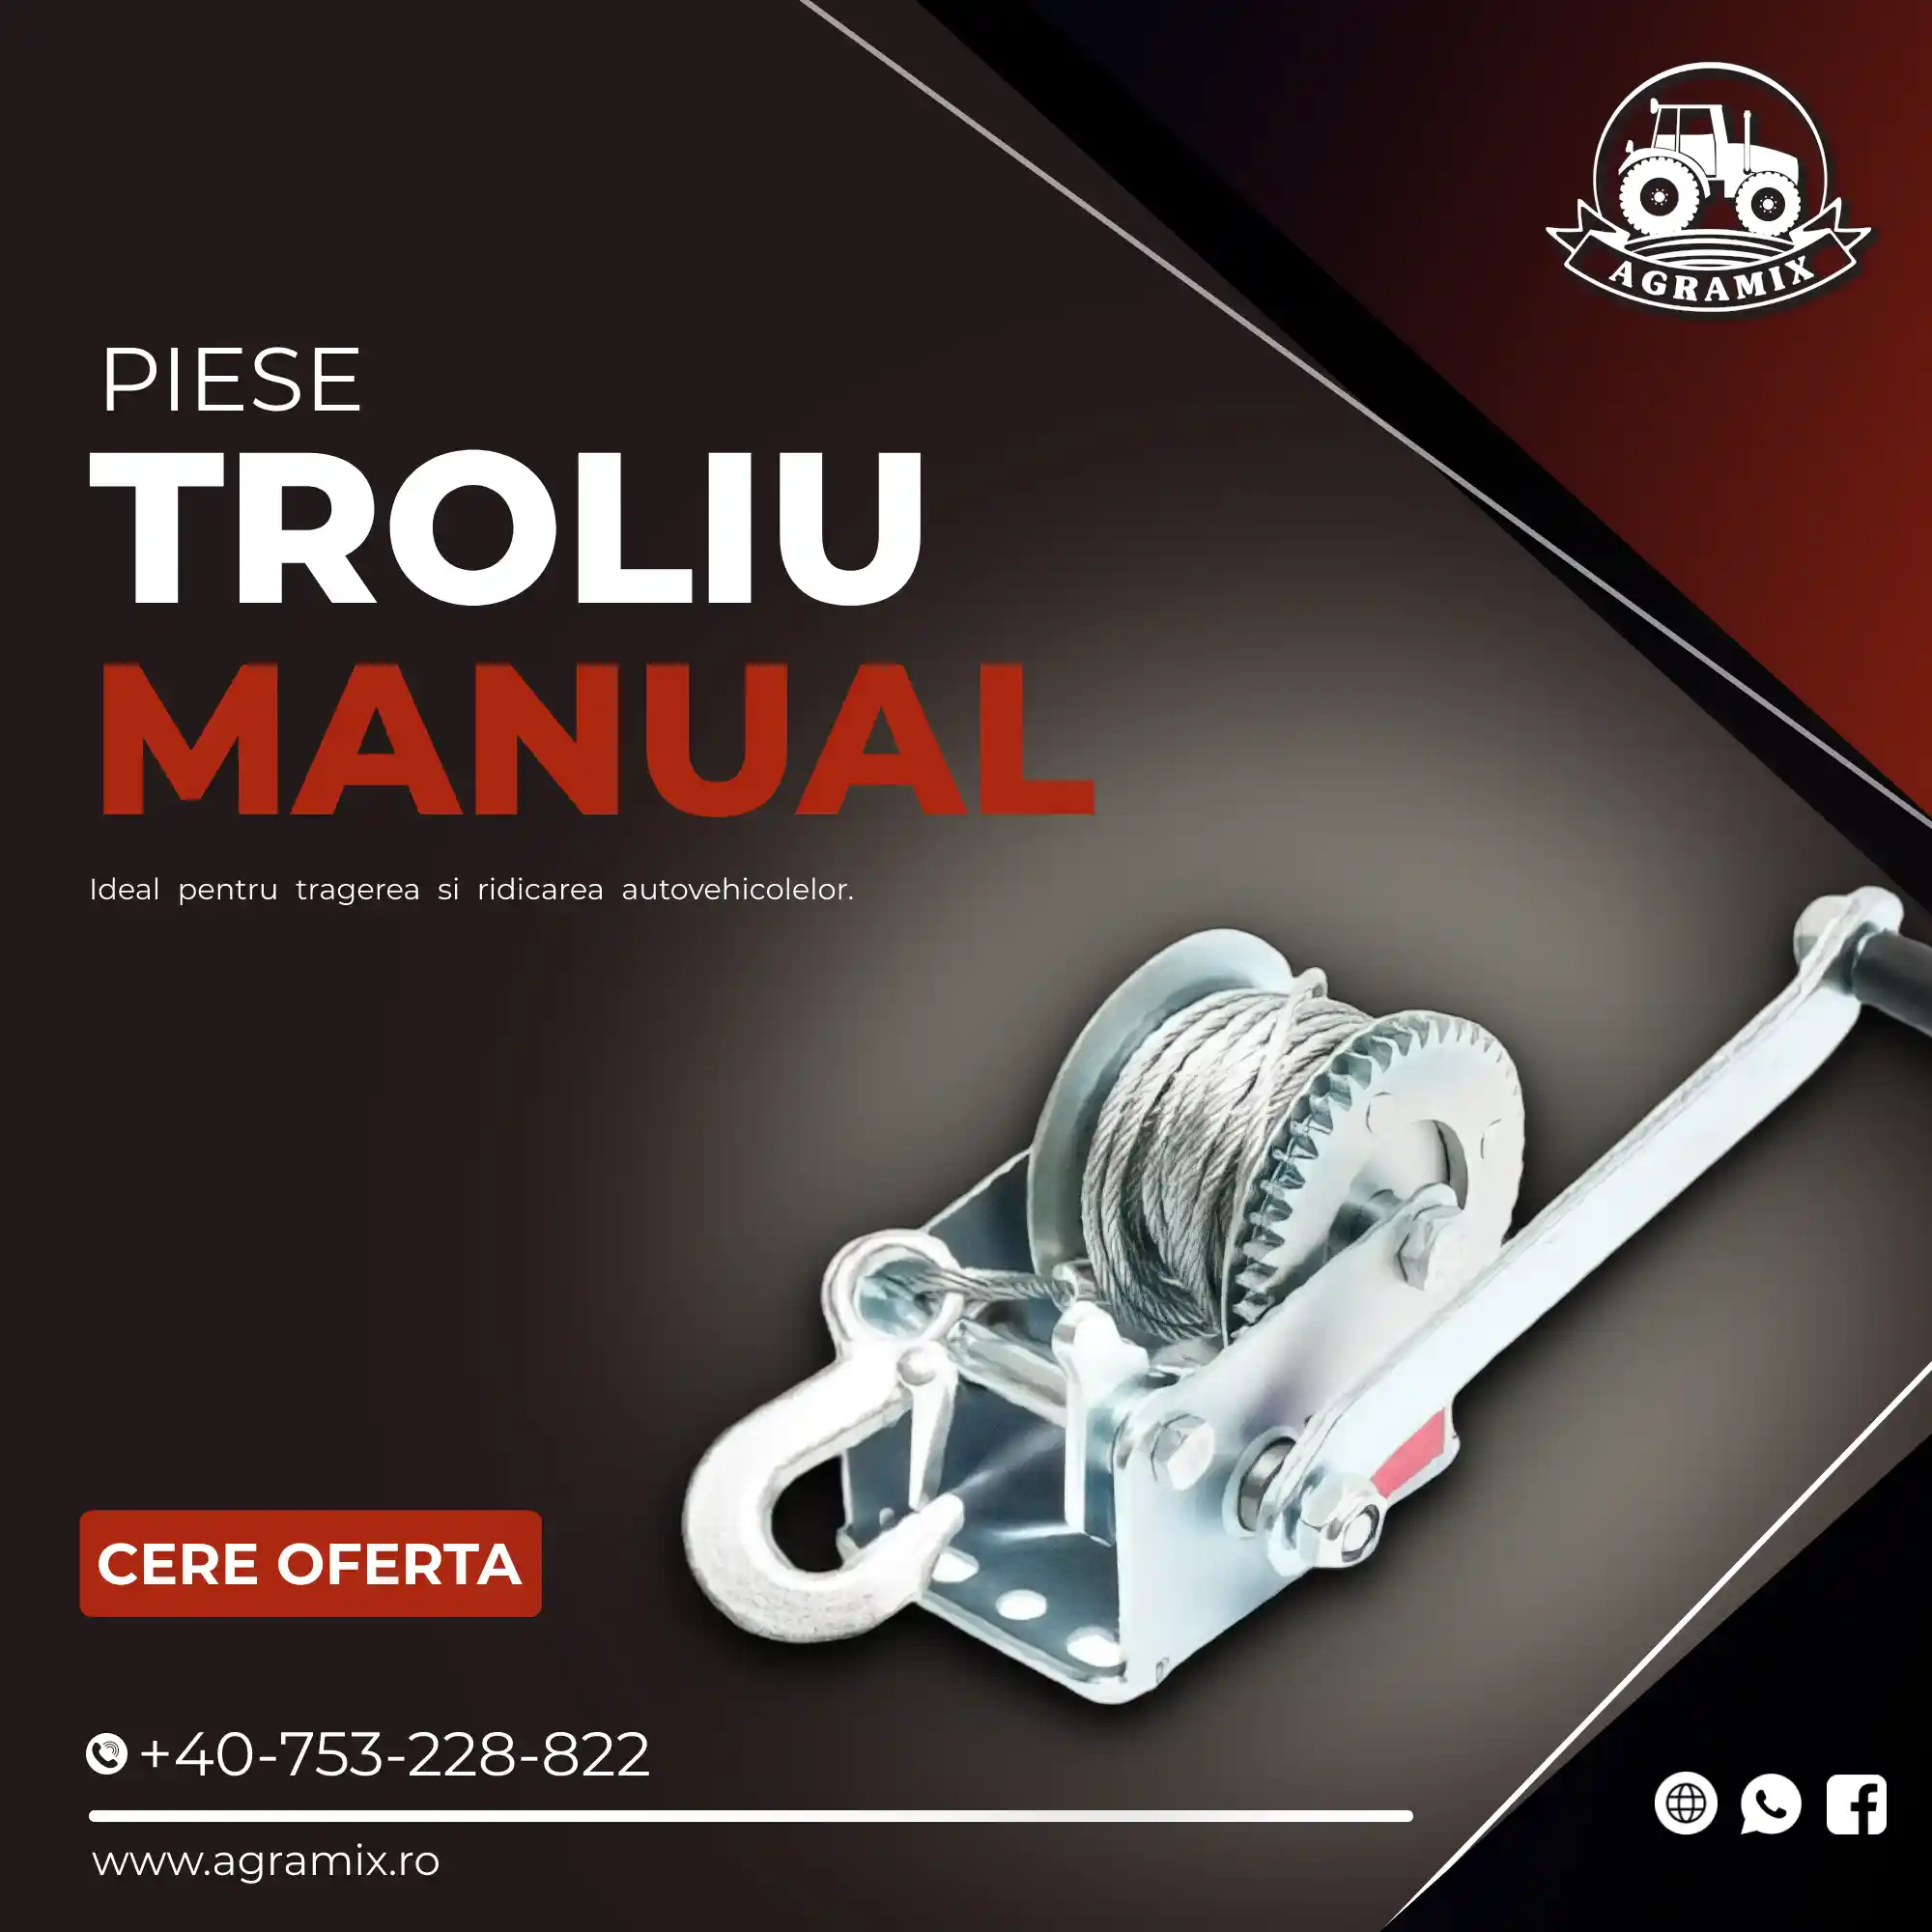 AGRAMIX
PIESE
TROLIU
MANUAL
Ideal pentru tragerea si ridicarea autovehicolelor.
CERE OFERTA
+40-753-228-822
www.agramix.ro